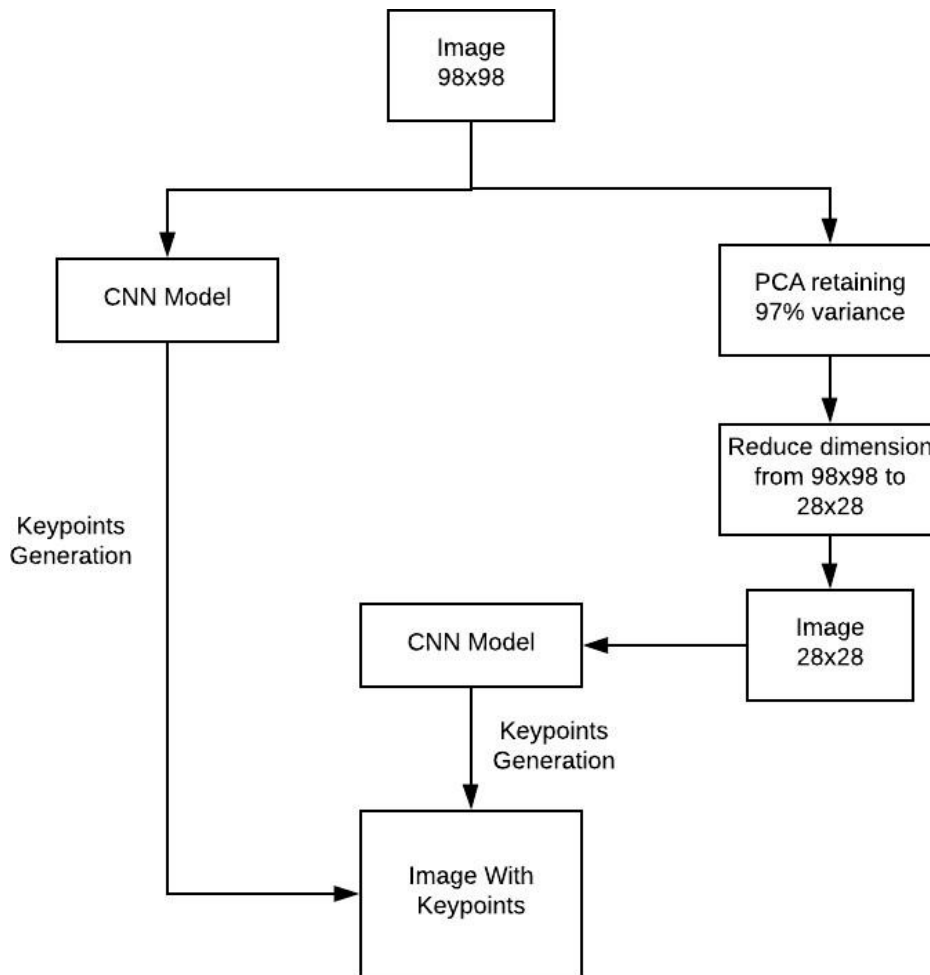 Image
98x98
CNN Model
PCA retaining
97% variance
Reduce dimension
from 98x98 to
28x28
Keypoints
Generation
Image
28x28
CNN Model
Keypoints
Generation
Image With
Keypoints